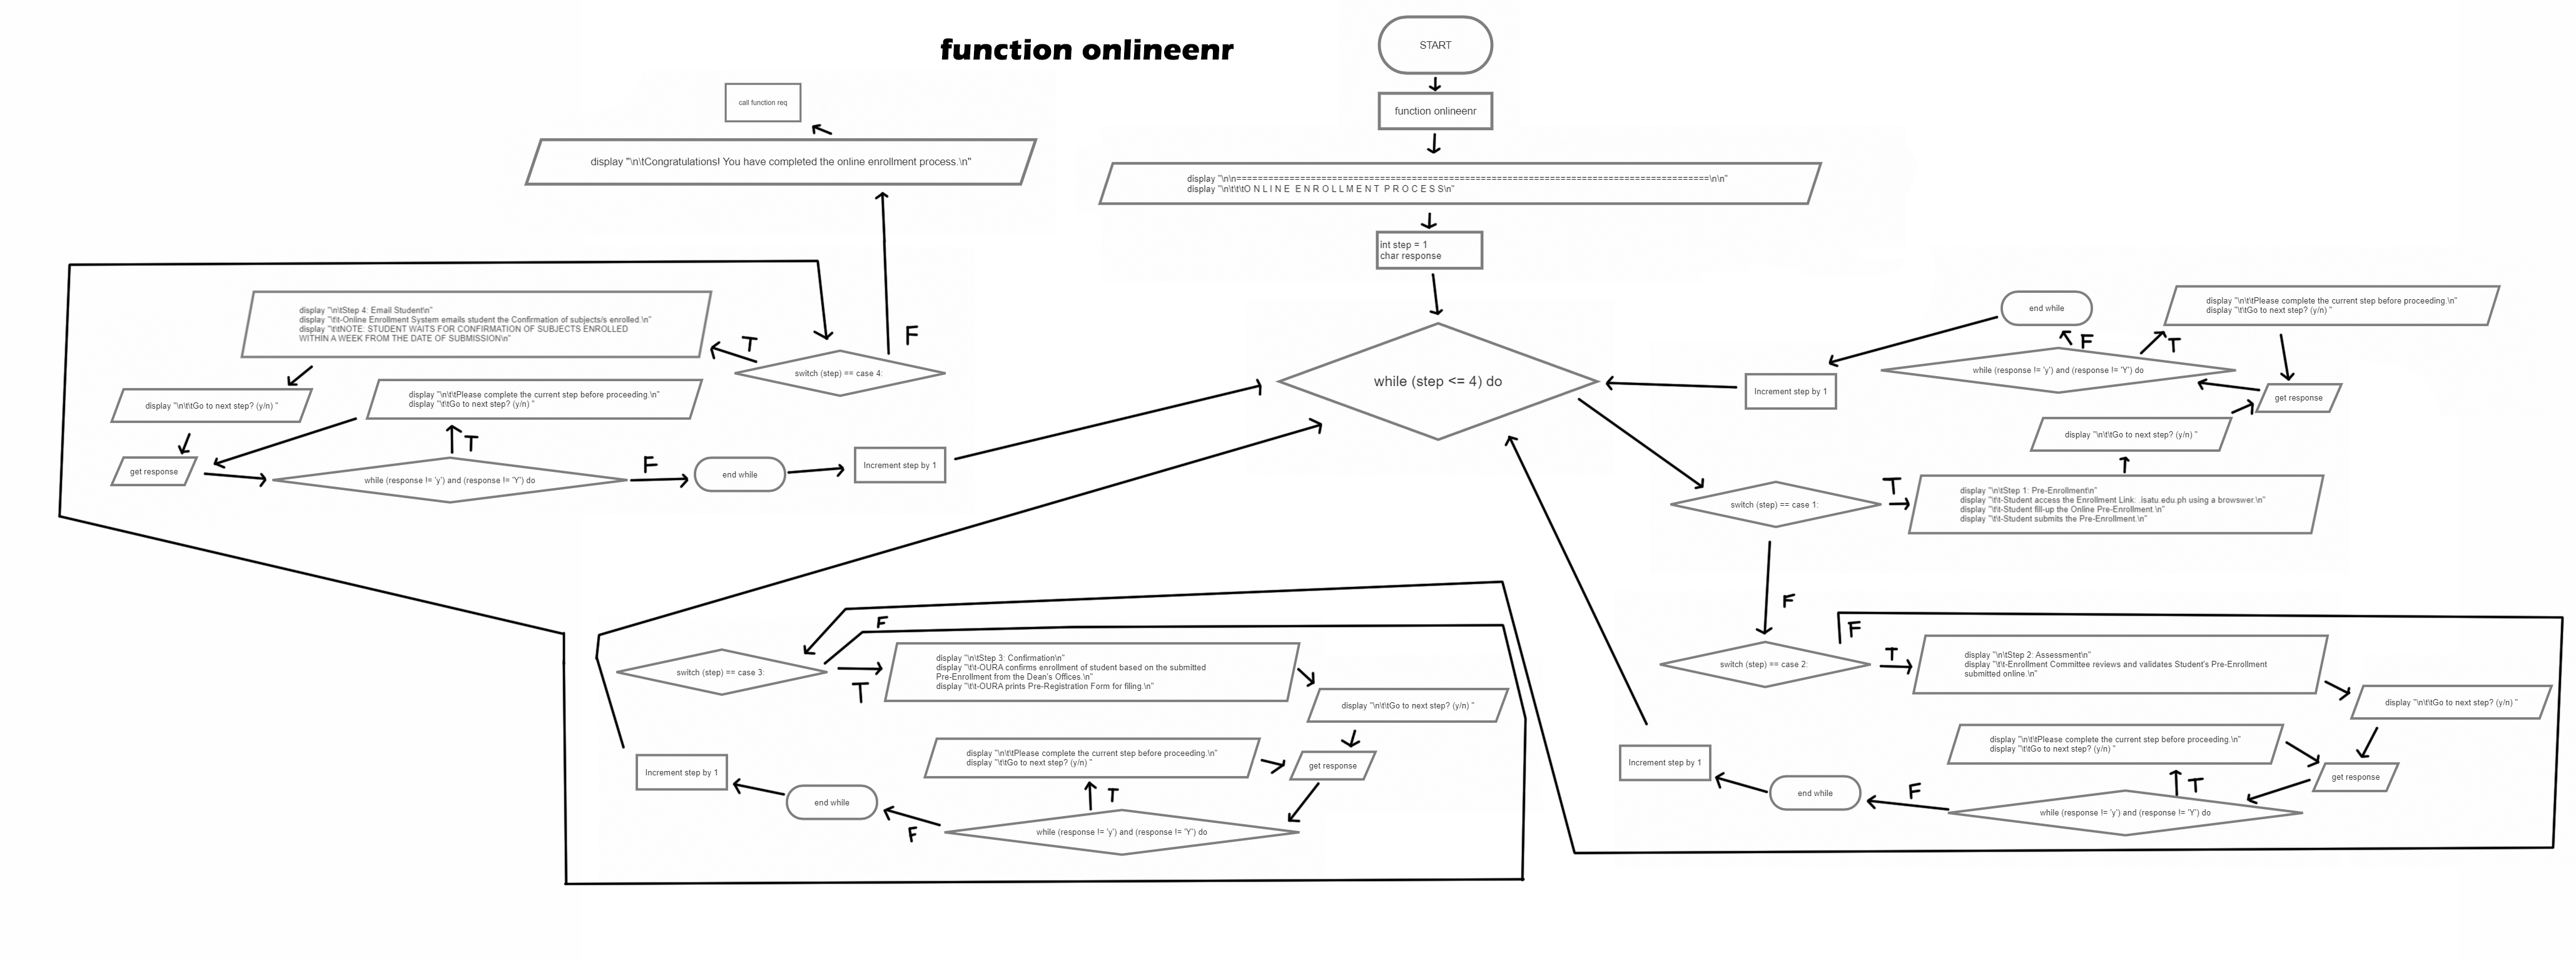 function onlineenr
START
function onlineenr
display "\n\n==========================================================================================\n\n"
display "\n\t\t\tO N L I N E  E N R O L L M E N T  P R O C E S S\n"
int step = 1
char response
while (step <= 4) do
switch (step) == case 1:
T
display "\n\tStep 1: Pre-Enrollment\n"
display "\t\t-Student access the Enrollment Link: .isatu.edu.ph using a browswer.\n"
display "\t\t-Student fill-up the Online Pre-Enrollment.\n"
display "\t\t-Student submits the Pre-Enrollment.\n"
display "\n\t\tGo to next step? (y/n) "
get response
while (response != 'y') and (response != 'Y') do
T
display "\n\t\tPlease complete the current step before proceeding.\n"
display "\t\tGo to next step? (y/n) "
F
end while
Increment step by 1
F
switch (step) == case 2:
T
display "\n\tStep 2: Assessment\n"
display "\t\t-Enrollment Committee reviews and validates Student's Pre-Enrollment
submitted online.\n"
display "\n\t\tGo to next step? (y/n) "
get response
while (response != 'y') and (response != 'Y') do
T
display "\n\t\tPlease complete the current step before proceeding.\n"
display "\t\tGo to next step? (y/n) "
F
end while
Increment step by 1
F
switch (step) == case 3:
T
display "\n\tStep 3: Confirmation\n"
display "\t\t-OURA confirms enrollment of student based on the submitted
Pre-Enrollment from the Dean's Offices.\n"
display "\t\t-OURA prints Pre-Registration Form for filing.\n"
display "\n\t\tGo to next step? (y/n) "
get response
while (response != 'y') and (response != 'Y') do
T
display "\n\t\tPlease complete the current step before proceeding.\n"
display "\t\tGo to next step? (y/n) "
F
end while
Increment step by 1
F
switch (step) == case 4:
T
display "\n\tStep 4: Email Student\n"
display "\t\t-Online Enrollment System emails student the Confirmation of subjects/s enrolled.\n"
display "\t\tNOTE: STUDENT WAITS FOR CONFIRMATION OF SUBJECTS ENROLLED
WITHIN A WEEK FROM THE DATE OF SUBMISSION\n"
display "\n\t\tGo to next step? (y/n) "
get response
while (response != 'y') and (response != 'Y') do
T
display "\n\t\tPlease complete the current step before proceeding.\n"
display "\t\tGo to next step? (y/n) "
F
end while
Increment step by 1
F
display "\n\tCongratulations! You have completed the online enrollment process.\n"
call function req